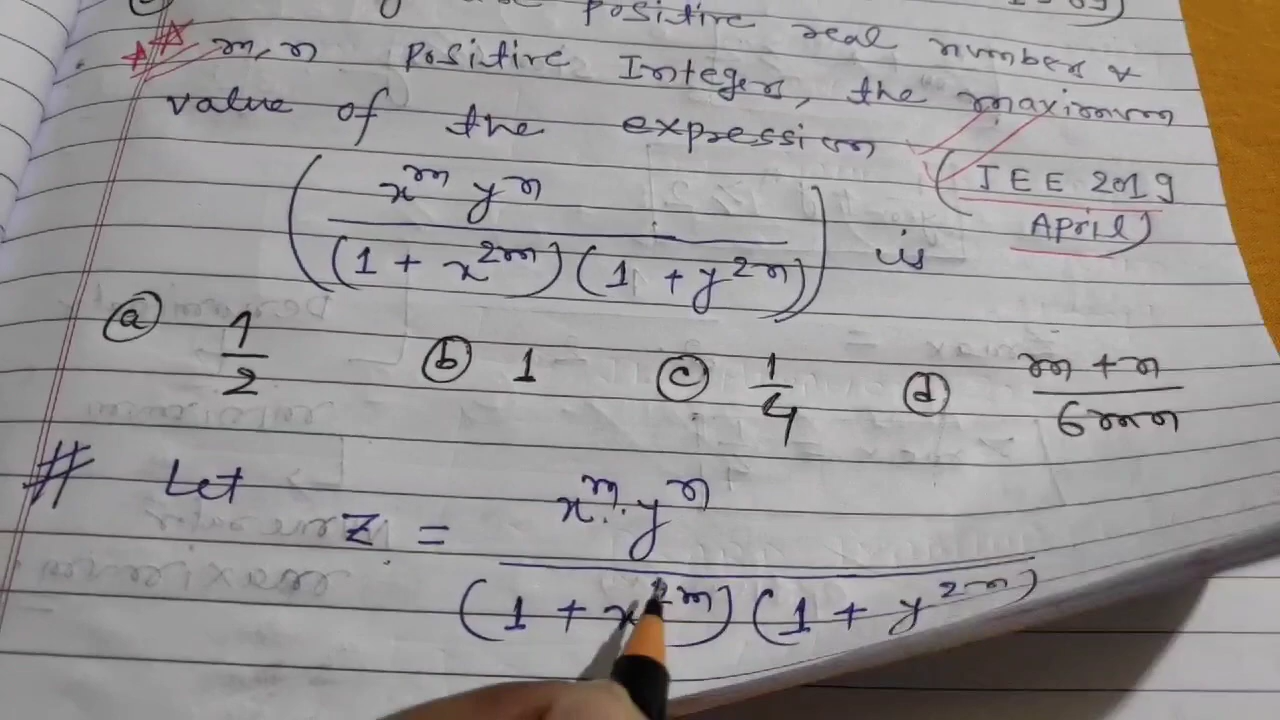 positive real numbers &
m, n positive Integers, the maximum
value of the expression
(JEE 2019
April)
(x^m y^n / (1 + x^2m)(1 + y^2n)) is
(a) 1/2 (b) 1 (c) 1/4 (d) m + n / 6mn
# Let
Z = x^m . y^n / (1 + x^2m)(1 + y^2n)